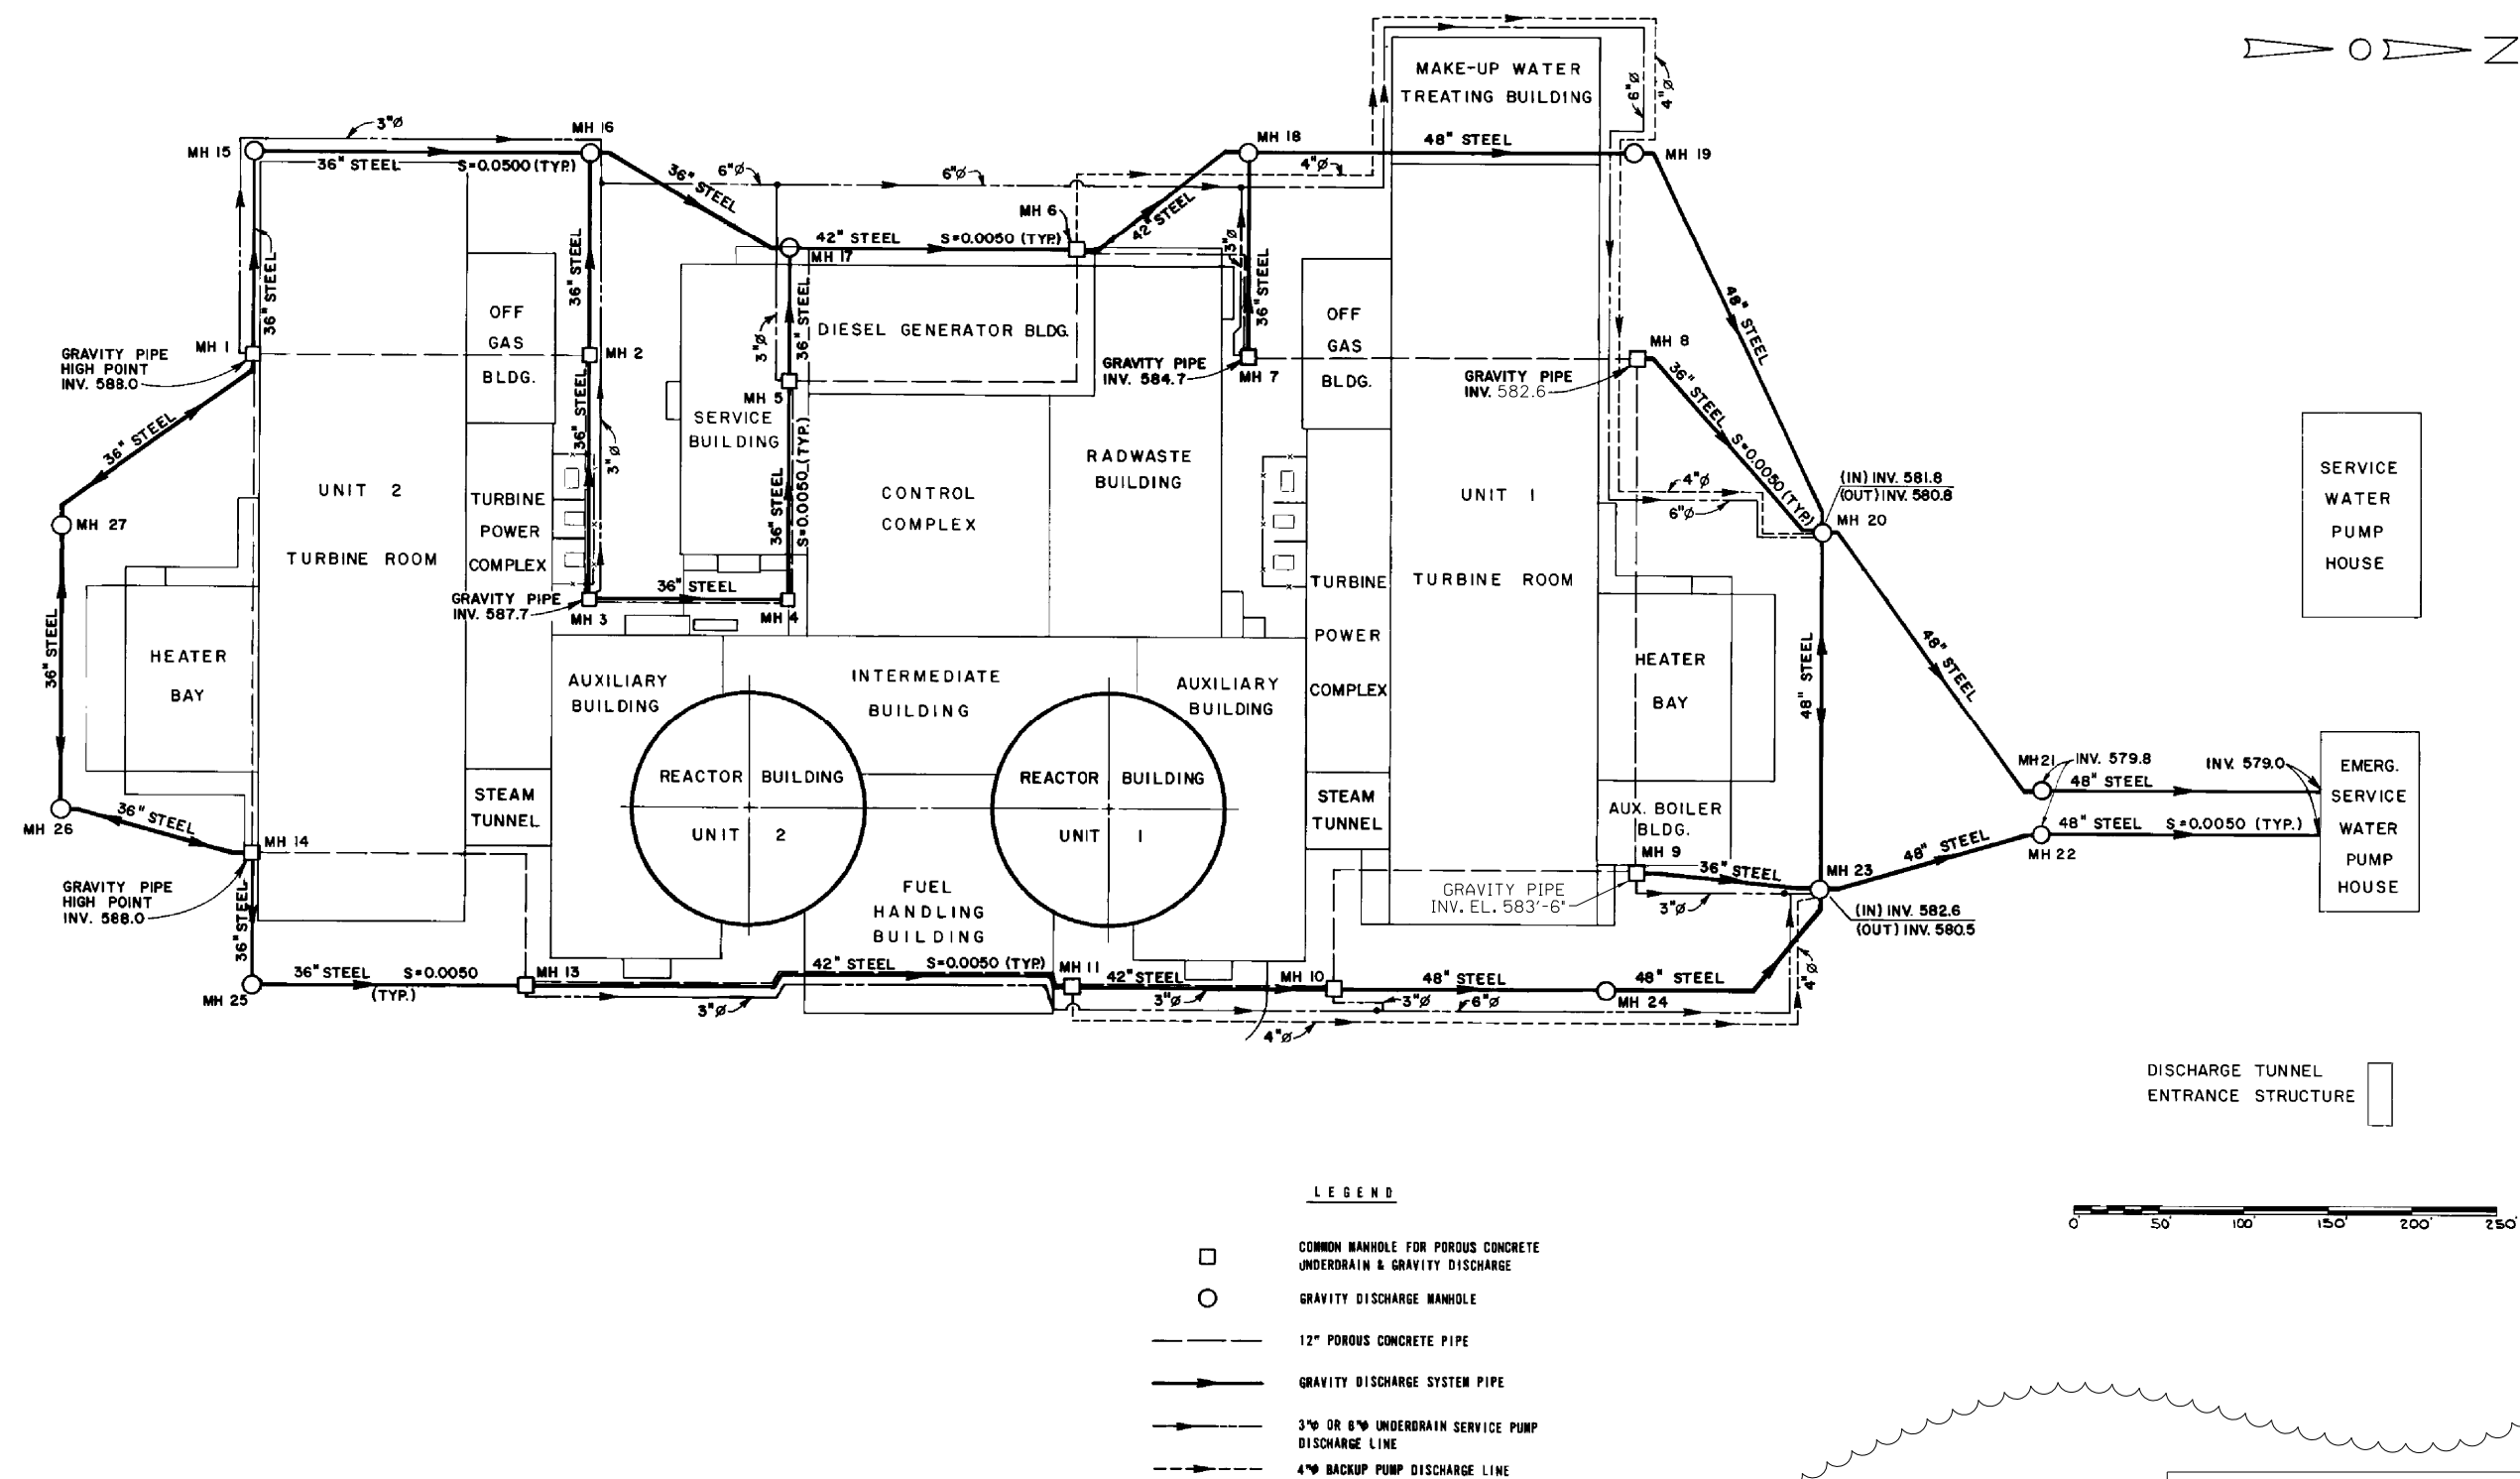 N
MAKE-UP WATER
TREATING BUILDING
6"Ø
4"Ø
3"Ø
MH 16
MH 15
36" STEEL
S=0.0500 (TYP.)
36" STEEL
6"Ø
6"Ø
4"Ø
MH 18
48" STEEL
MH 19
MH 6
42" STEEL
42" STEEL
S=0.0050 (TYP.)
MH 17
3"Ø
36" STEEL
36" STEEL
36" STEEL
36" STEEL
48" STEEL
OFF
GAS
BLDG.
DIESEL GENERATOR BLDG.
3"Ø
OFF
GAS
BLDG.
MH 1
GRAVITY PIPE
HIGH POINT
INV. 588.0
MH 2
MH 5
GRAVITY PIPE
INV. 584.7
MH 7
MH 8
GRAVITY PIPE
INV. 582.6
36" STEEL
36" STEEL
3"Ø
SERVICE
BUILDING
36" STEEL
S=0.0050 (TYP.)
RADWASTE
BUILDING
36" STEEL
S=0.0050 (TYP.)
UNIT 2
TURBINE ROOM
TURBINE
POWER
COMPLEX
CONTROL
COMPLEX
UNIT 1
TURBINE ROOM
4"Ø
6"Ø
(IN) INV. 581.8
(OUT) INV. 580.8
MH 20
SERVICE
WATER
PUMP
HOUSE
MH 27
GRAVITY PIPE
INV. 587.7
MH 3
36" STEEL
MH 4
TURBINE
POWER
COMPLEX
36" STEEL
HEATER
BAY
AUXILIARY
BUILDING
INTERMEDIATE
BUILDING
AUXILIARY
BUILDING
HEATER
BAY
48" STEEL
48" STEEL
REACTOR BUILDING
UNIT 2
REACTOR BUILDING
UNIT 1
STEAM
TUNNEL
STEAM
TUNNEL
AUX. BOILER
BLDG.
MH 21
INV. 579.8
48" STEEL
INV. 579.0
EMERG.
SERVICE
WATER
PUMP
HOUSE
48" STEEL
S=0.0050 (TYP.)
MH 22
MH 26
36" STEEL
MH 14
GRAVITY PIPE
HIGH POINT
INV. 588.0
36" STEEL
FUEL
HANDLING
BUILDING
MH 9
36" STEEL
GRAVITY PIPE
INV. EL. 583'-6"
3"Ø
MH 23
48" STEEL
(IN) INV. 582.6
(OUT) INV. 580.5
MH 25
36" STEEL
S=0.0050
(TYP.)
MH 13
3"Ø
42" STEEL
S=0.0050 (TYP.)
MH 11
42" STEEL
3"Ø
MH 10
48" STEEL
3"Ø
6"Ø
MH 24
48" STEEL
4"Ø
4"Ø
DISCHARGE TUNNEL
ENTRANCE STRUCTURE
0' 50' 100' 150' 200' 250'
LEGEND
COMMON MANHOLE FOR POROUS CONCRETE
UNDERDRAIN & GRAVITY DISCHARGE
GRAVITY DISCHARGE MANHOLE
12" POROUS CONCRETE PIPE
GRAVITY DISCHARGE SYSTEM PIPE
3"Ø OR 6"Ø UNDERDRAIN SERVICE PUMP
DISCHARGE LINE
4"Ø BACKUP PUMP DISCHARGE LINE